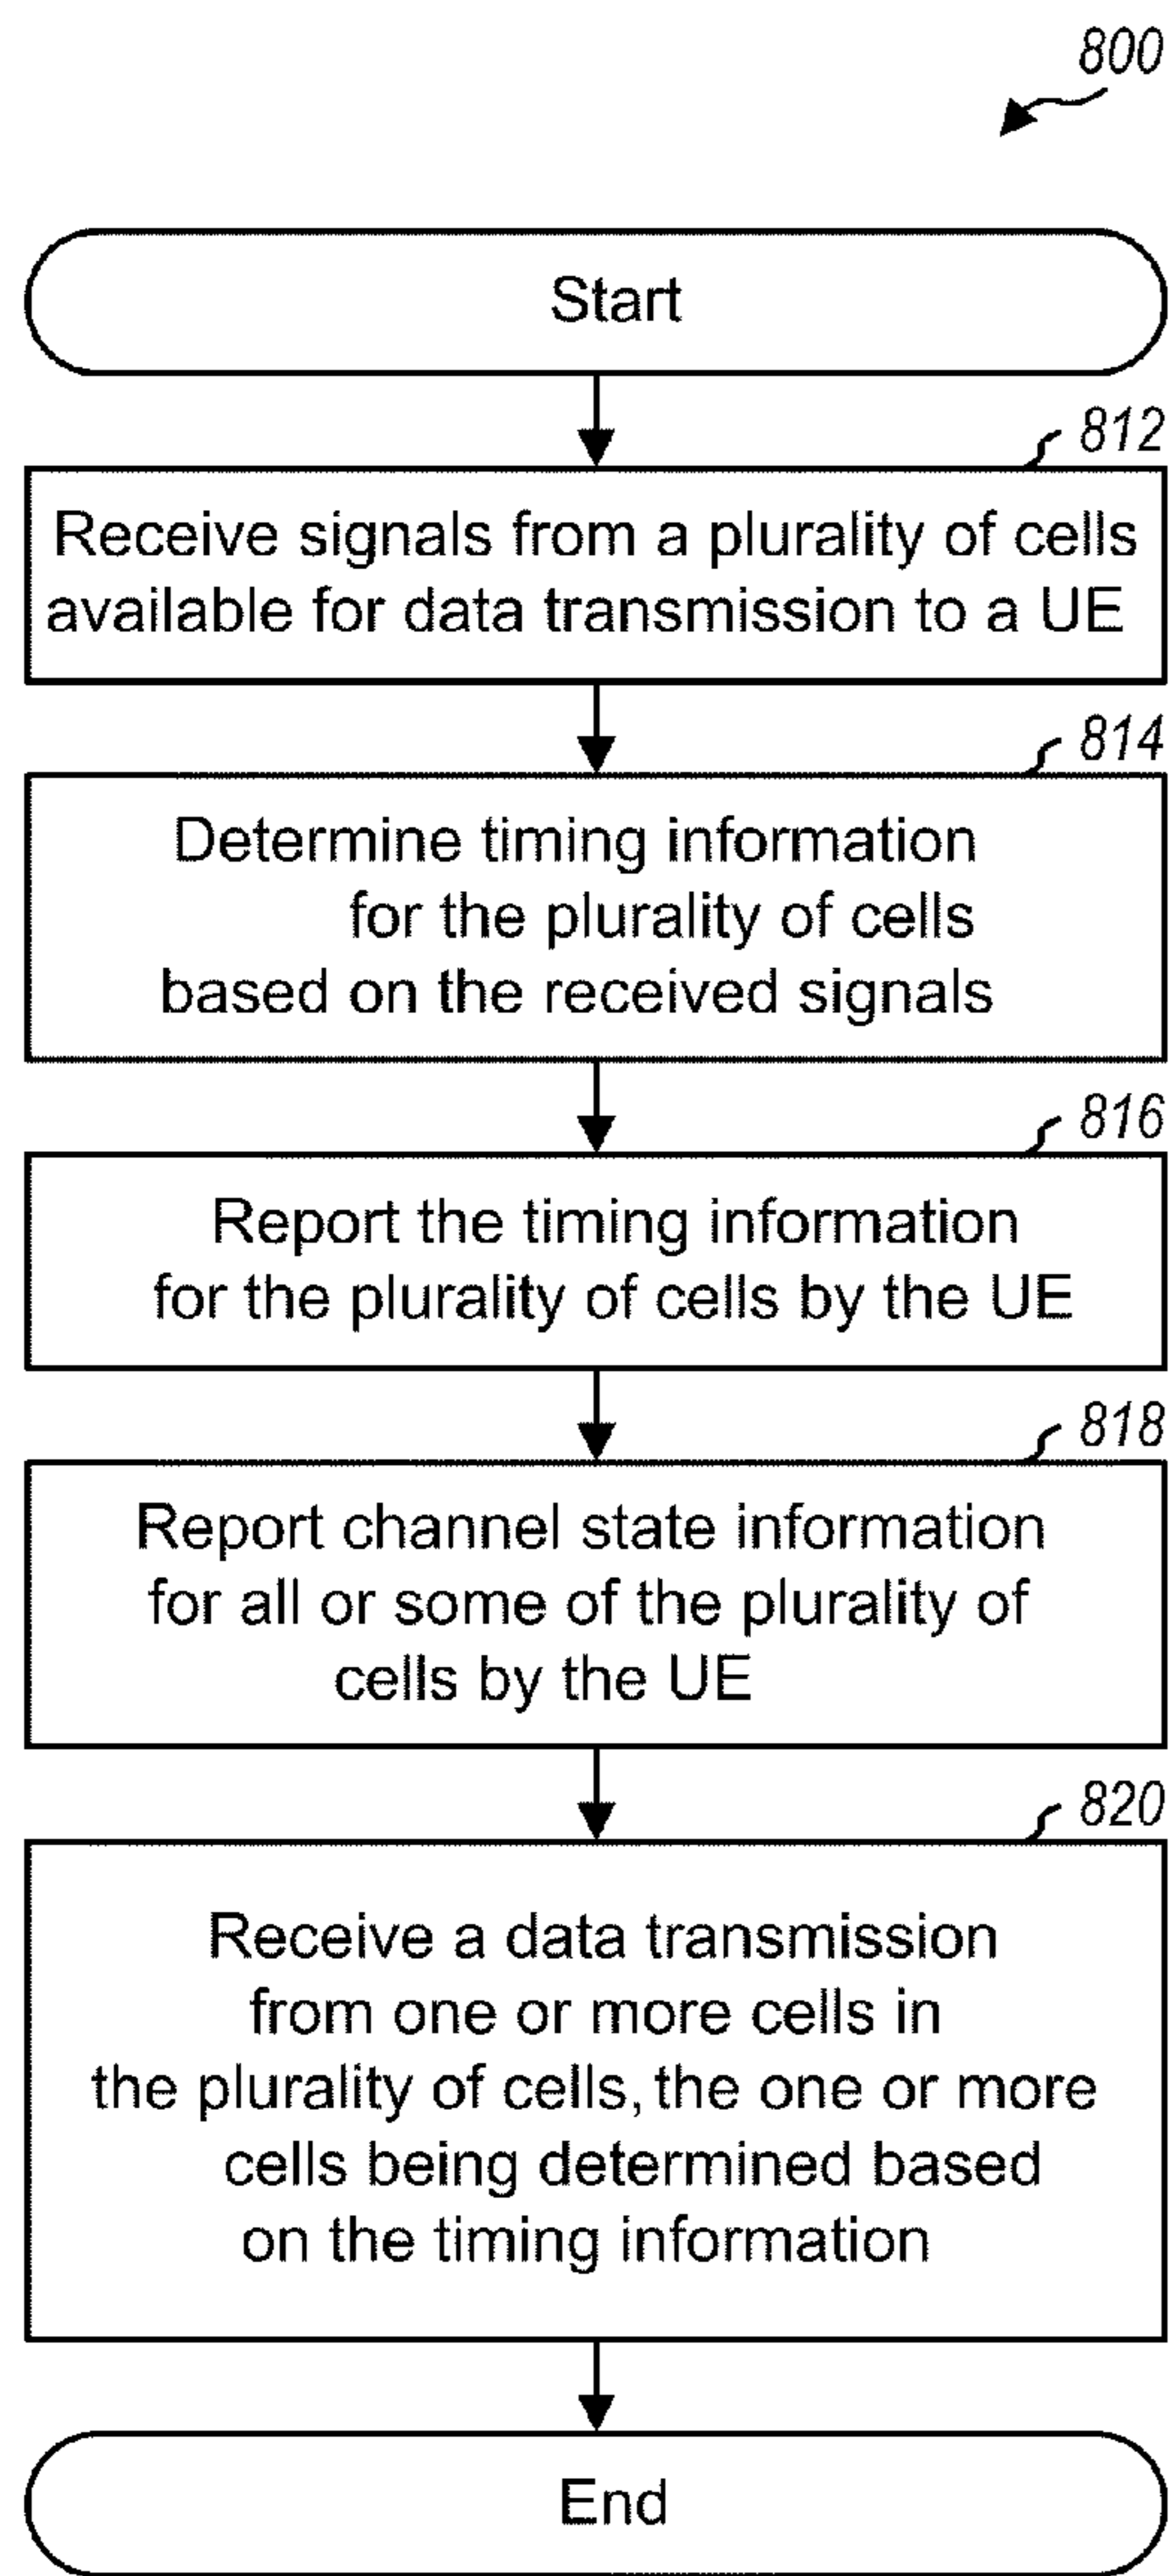 800
Start
812
Receive signals from a plurality of cells
available for data transmission to a UE
814
Determine timing information
for the plurality of cells
based on the received signals
816
Report the timing information
for the plurality of cells by the UE
818
Report channel state information
for all or some of the plurality of
cells by the UE
820
Receive a data transmission
from one or more cells in
the plurality of cells, the one or more
cells being determined based
on the timing information
End